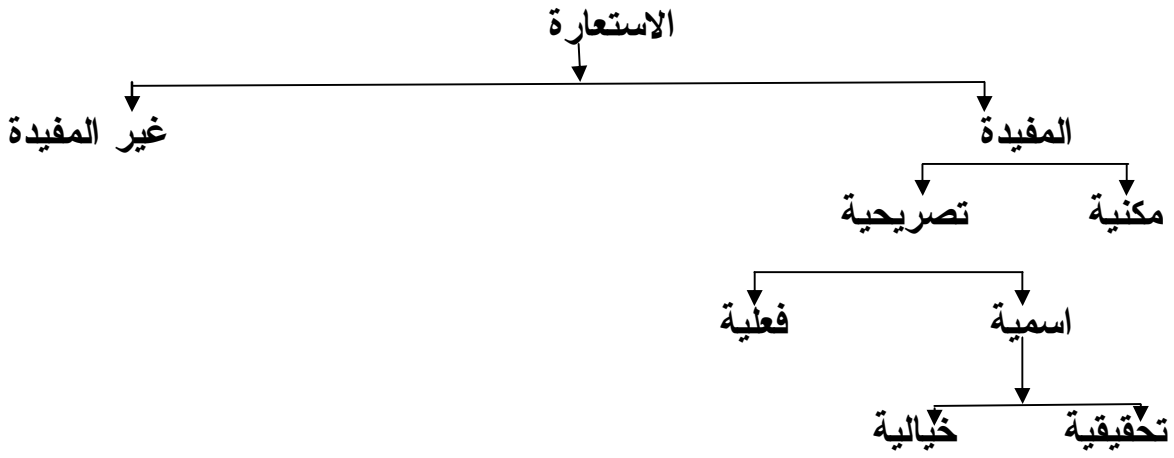 الاستعارة
المفيدة غير المفيدة
مكنية تصريحية
اسمية فعلية
تحقيقية خيالية